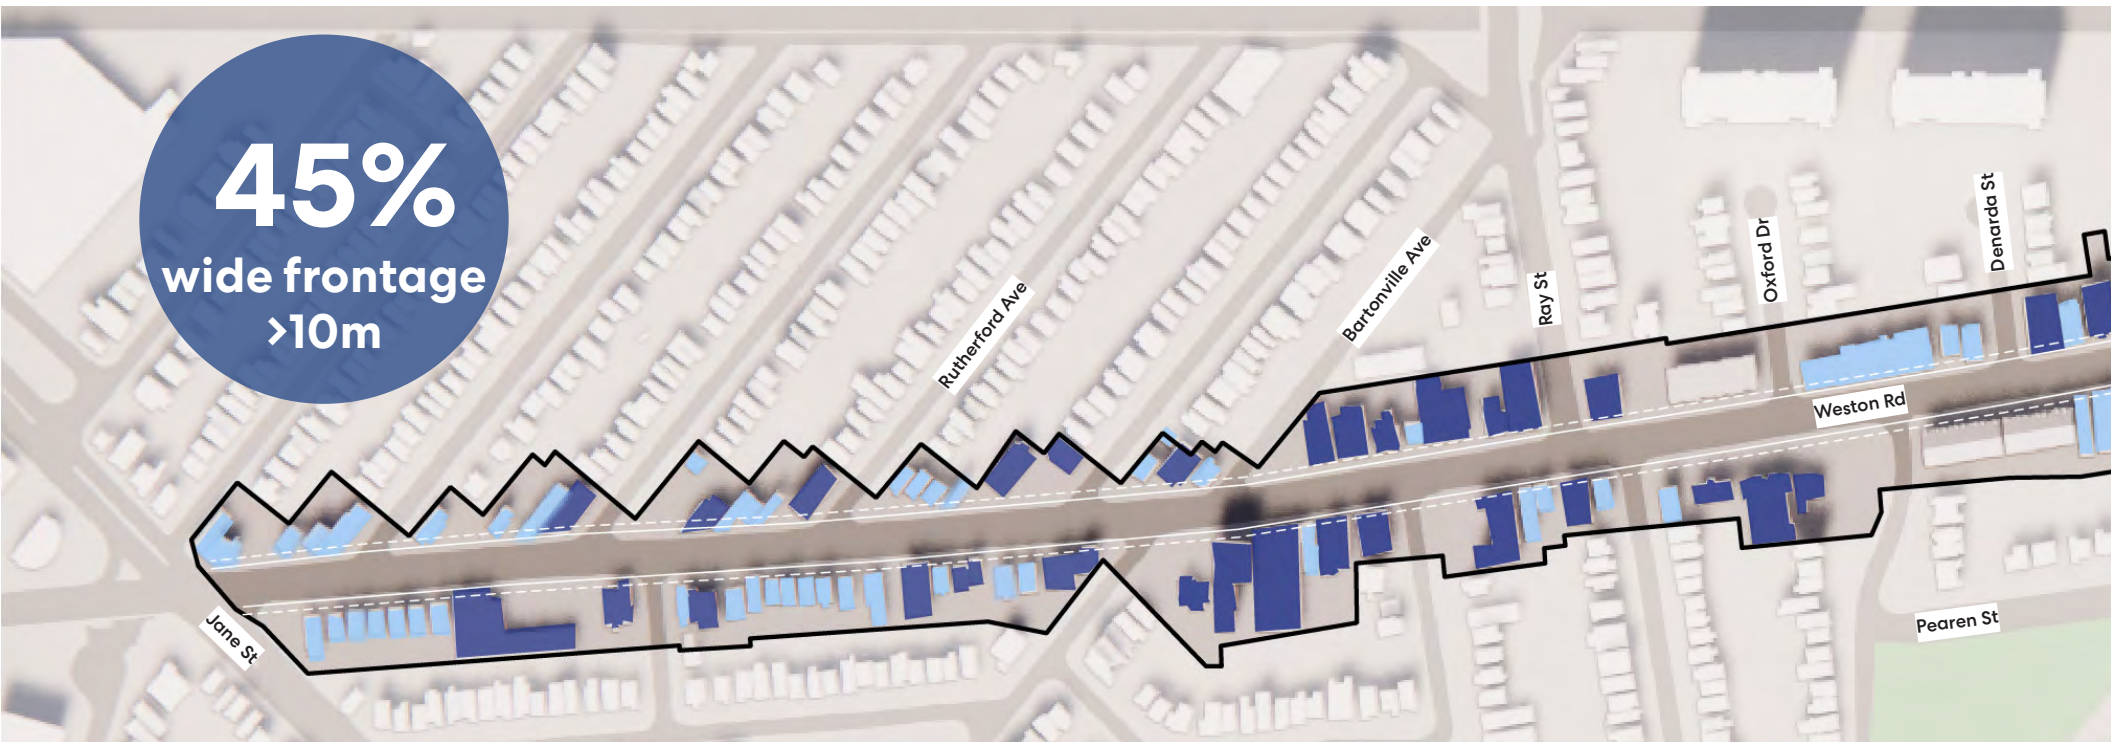 45%
wide frontage
>10m
Rutherford Ave
Bartonville Ave
Ray St
Oxford Dr
Denarda St
Weston Rd
Jane St
Pearen St